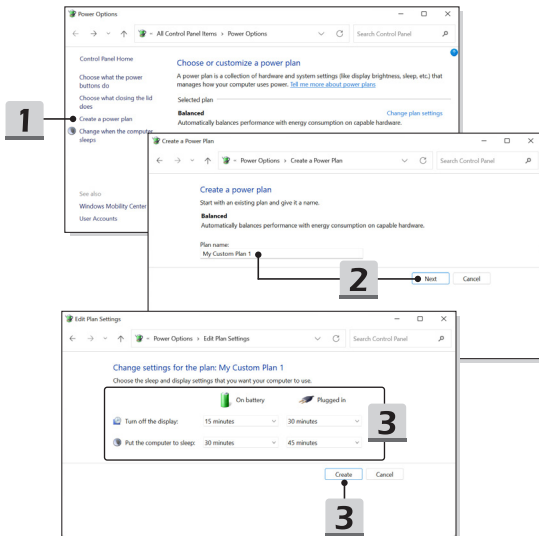 Power Options
All Control Panel Items > Power Options
Search Control Panel
Control Panel Home
Choose what the power
buttons do
Choose what closing the lid
does
Create a power plan
Change when the computer
sleeps
See also
Windows Mobility Center
User Accounts
Choose or customize a power plan
A power plan is a collection of hardware and system settings (like display brightness, sleep, etc.) that
manages how your computer uses power. Tell me more about power plans
Selected plan
Balanced
Change plan settings
Automatically balances performance with energy consumption on capable hardware.
1
Create a Power Plan
Power Options > Create a Power Plan
Search Control Panel
Create a power plan
Start with an existing plan and give it a name.
Balanced
Automatically balances performance with energy consumption on capable hardware.
Plan name:
My Custom Plan 1
2
Next
Cancel
Edit Plan Settings
Power Options > Edit Plan Settings
Search Control Panel
Change settings for the plan: My Custom Plan 1
Choose the sleep and display settings that you want your computer to use.
On battery
Plugged in
Turn off the display:
15 minutes
30 minutes
Put the computer to sleep:
30 minutes
45 minutes
3
Create
Cancel
3